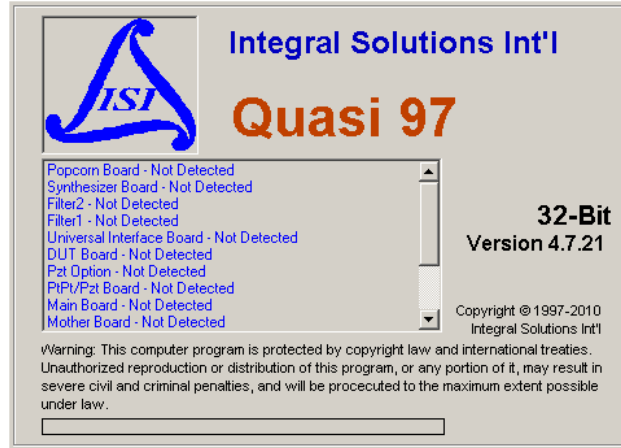 Integral Solutions Int'l
ISI
Quasi 97
Popcorn Board - Not Detected
Synthesizer Board - Not Detected
Filter2 - Not Detected
Filter1 - Not Detected
Universal Interface Board - Not Detected
DUT Board - Not Detected
Pzt Option - Not Detected
PtPt/Pzt Board - Not Detected
Main Board - Not Detected
Mother Board - Not Detected
32-Bit
Version 4.7.21
Copyright © 1997-2010
Integral Solutions Int'l
Warning: This computer program is protected by copyright law and international treaties.
Unauthorized reproduction or distribution of this program, or any portion of it, may result in
severe civil and criminal penalties, and will be procecuted to the maximum extent possible
under law.